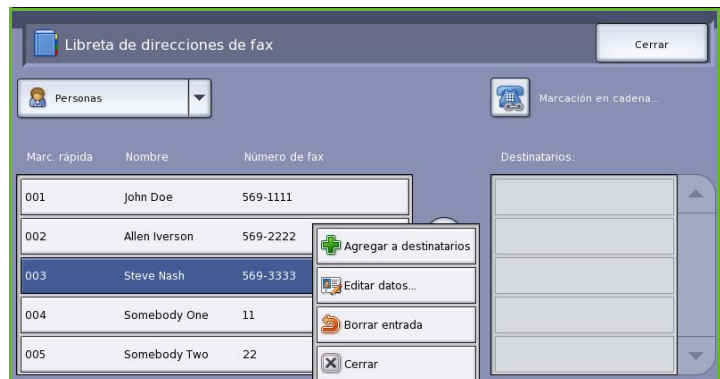 Libreta de direcciones de fax
Cerrar
Personas
Marcación en cadena...
Marc. rápida Nombre Número de fax
Destinatarios:
001 John Doe 569-1111
002 Allen Iverson 569-2222
003 Steve Nash 569-3333
004 Somebody One 11
005 Somebody Two 22
Agregar a destinatarios
Editar datos...
Borrar entrada
Cerrar